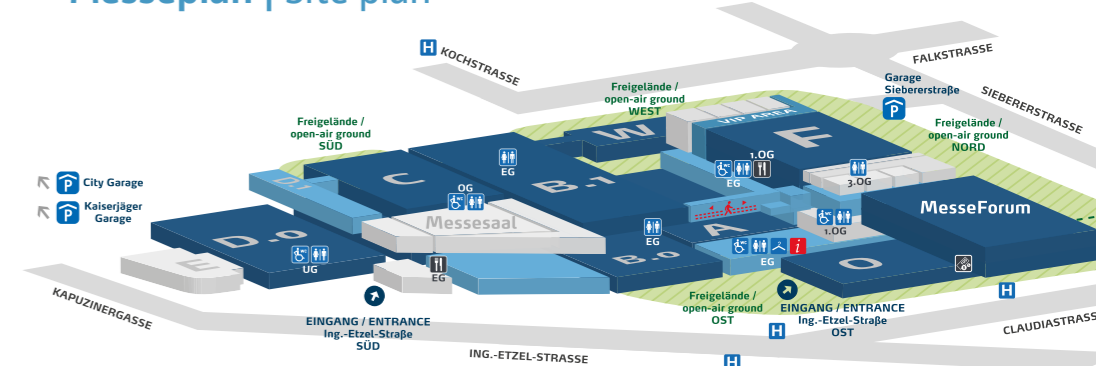 Messeplan | Site plan
H KOCHSTRASSE
FALKSTRASSE
Garage
Siebererstraße
P
SIEBERERSTRASSE
Freigelände /
open-air ground
WEST
Freigelände /
open-air ground
SÜD
Freigelände /
open-air ground
NORD
VIP AREA
W
F
1.OG
EG
3.OG
P City Garage
P Kaiserjäger
Garage
D.1
C
B.1
EG
OG
Messesaal
MesseForum
A
1.OG
EG
B.0
i
EG
O
D.0
UG
E
EG
EINGANG / ENTRANCE
Ing.-Etzel-Straße
SÜD
Freigelände /
open-air ground
OST
EINGANG / ENTRANCE
Ing.-Etzel-Straße
OST
H
H
H
KAPUZINERGASSE
ING.-ETZEL-STRASSE
CLAUDIASTRASS